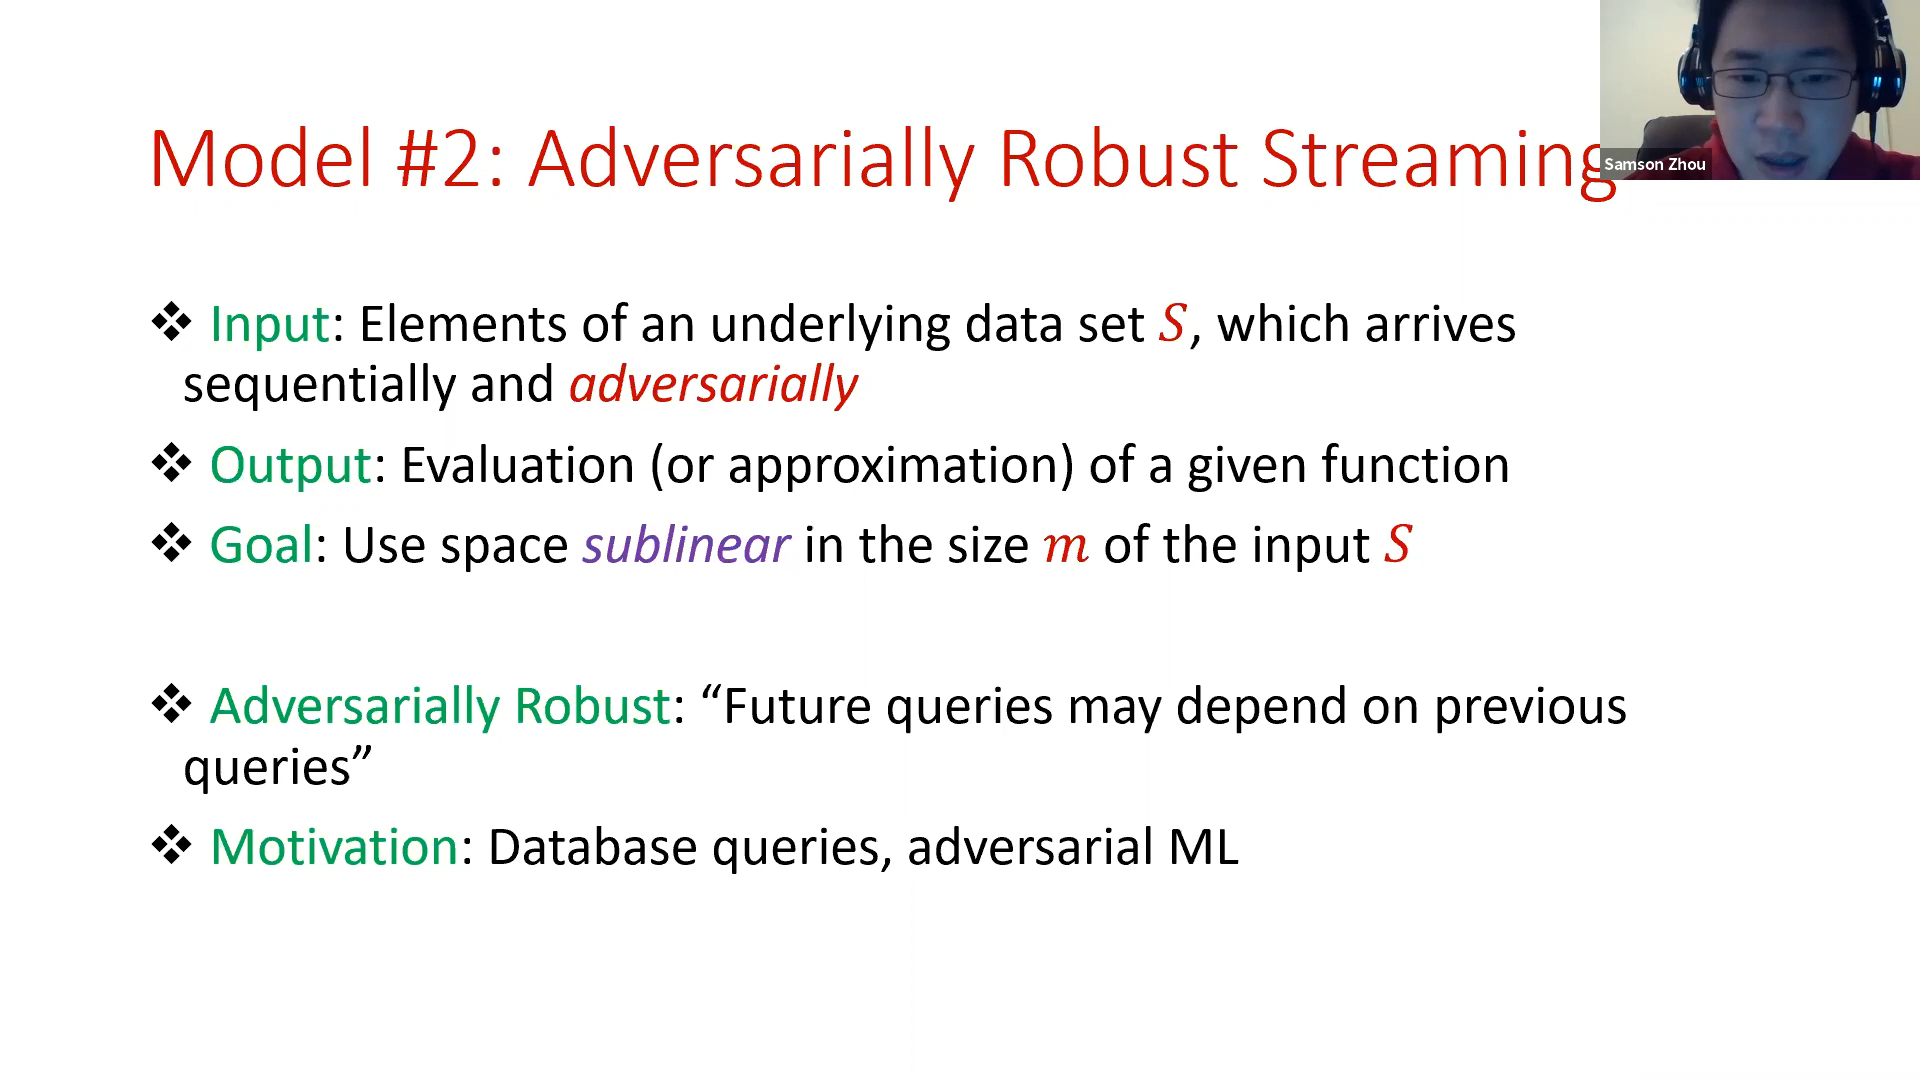 Model #2: Adversarially Robust Streaming
Samson Zhou
❖ Input: Elements of an underlying data set S, which arrives
sequentially and adversarially
❖ Output: Evaluation (or approximation) of a given function
❖ Goal: Use space sublinear in the size m of the input S
❖ Adversarially Robust: “Future queries may depend on previous
queries”
❖ Motivation: Database queries, adversarial ML